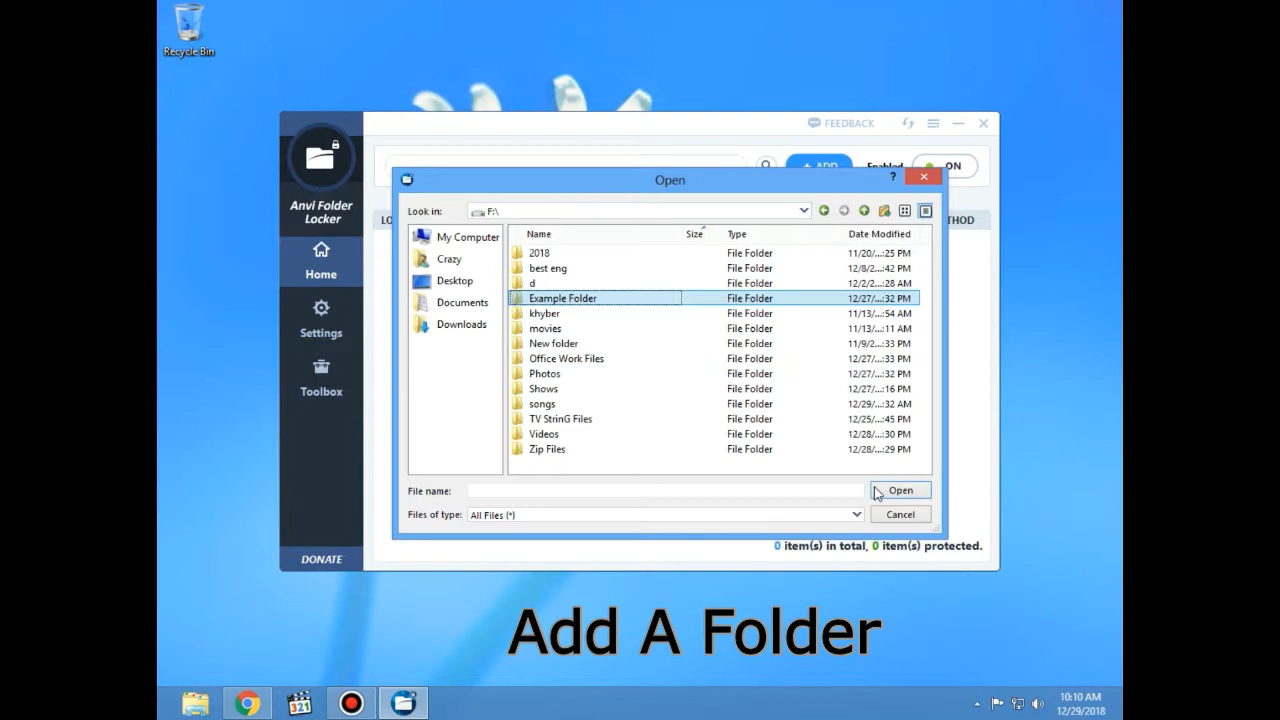 Recycle Bin
FEEDBACK
Anvi Folder
Locker
+ ADD
Enabled
ON
Home
Settings
Toolbox
DONATE
LO
THOD
Open
?
Look in: F:\
My Computer
Crazy
Desktop
Documents
Downloads
Name Size Type Date Modified
2018 File Folder 11/20/...:25 PM
best eng File Folder 12/8/2...:42 PM
d File Folder 12/2/2...:28 AM
Example Folder File Folder 12/27/...:32 PM
khyber File Folder 11/13/...:54 AM
movies File Folder 11/13/...:11 AM
New folder File Folder 11/9/2...:33 PM
Office Work Files File Folder 12/27/...:33 PM
Photos File Folder 12/27/...:32 PM
Shows File Folder 12/27/...:16 PM
songs File Folder 12/29/...:32 AM
TV StrinG Files File Folder 12/25/...:45 PM
Videos File Folder 12/28/...:30 PM
Zip Files File Folder 12/28/...:29 PM
File name: Open
Files of type: All Files (*) Cancel
0 item(s) in total, 0 item(s) protected.
Add A Folder
321
10:10 AM
12/29/2018